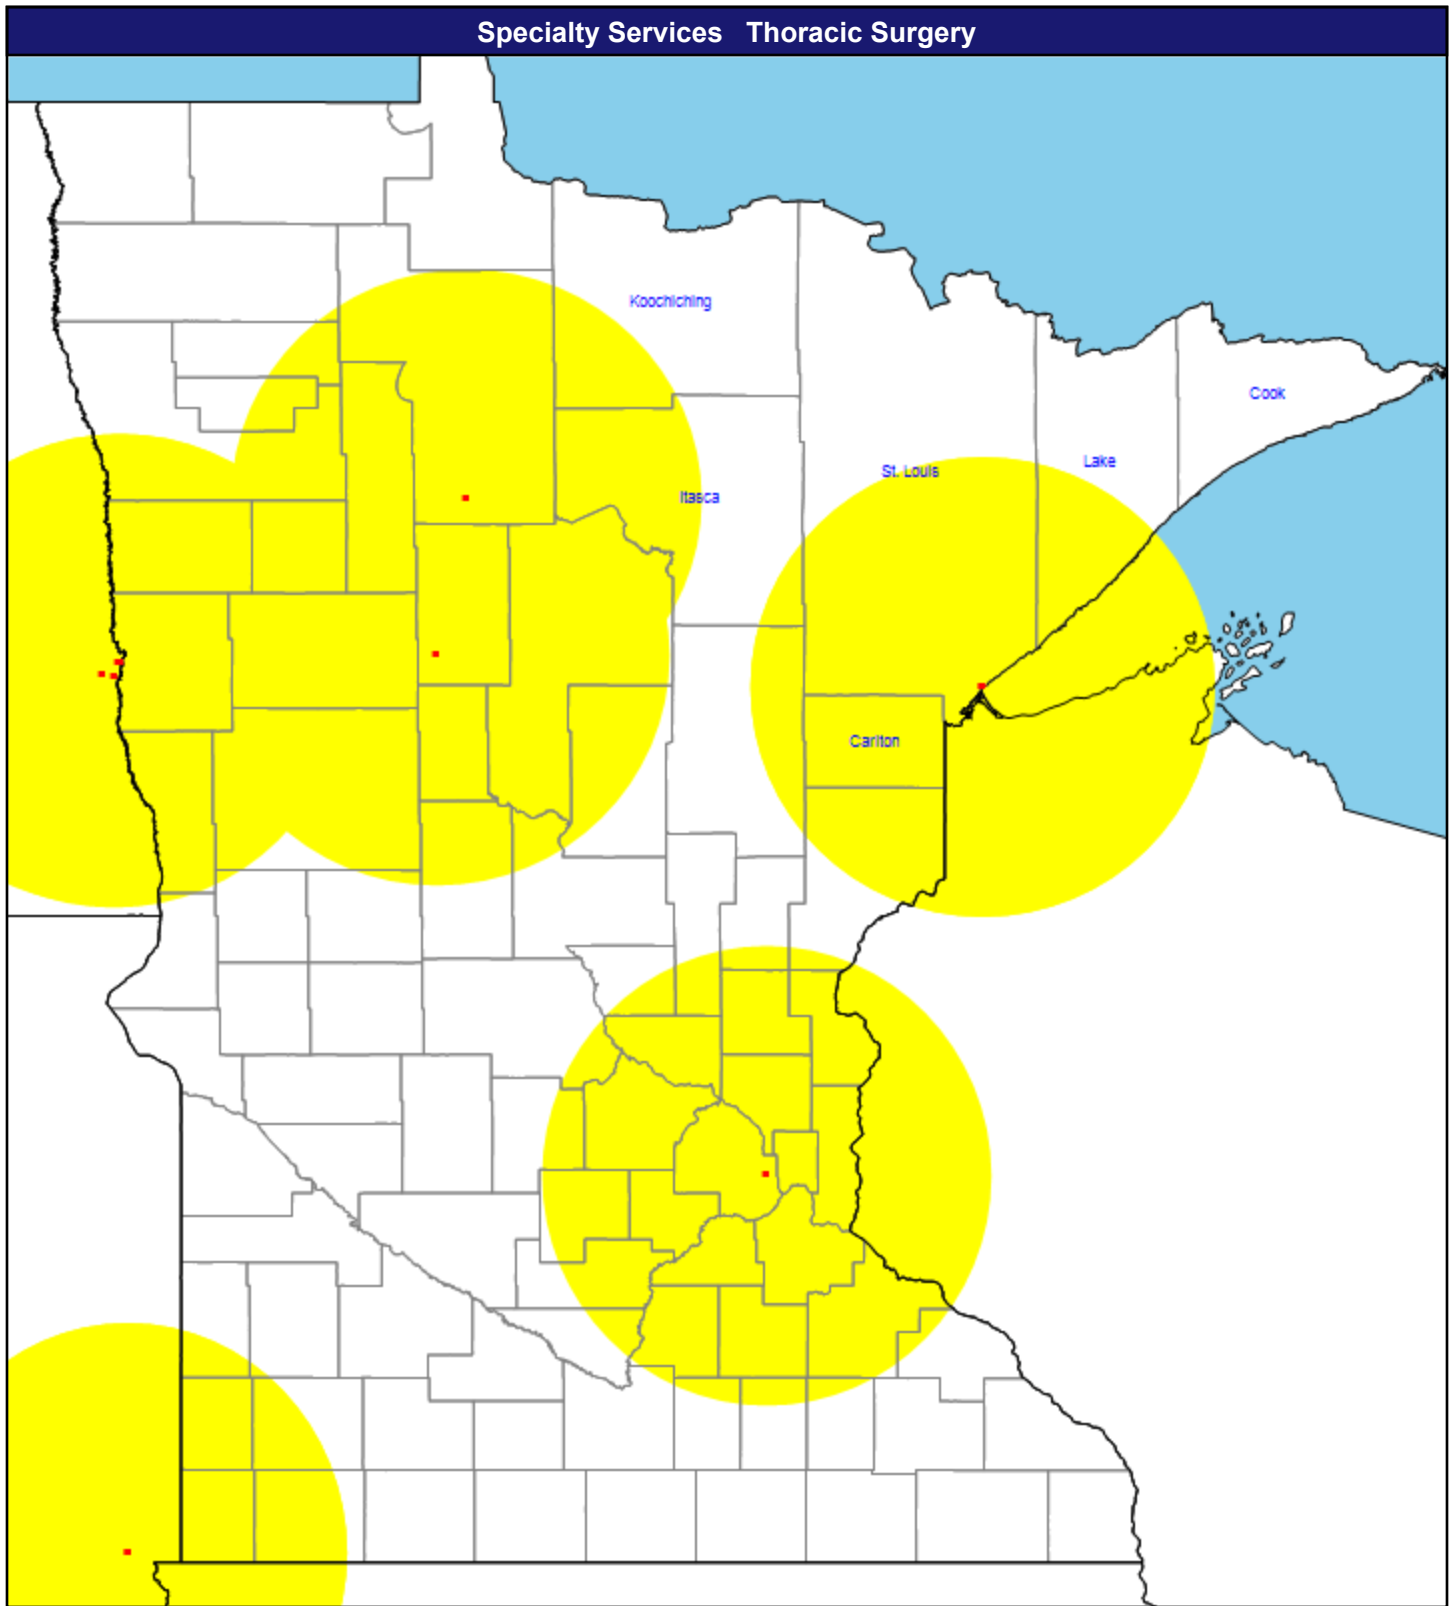 Specialty Services Thoracic Surgery
Koochiching
Cook
Lake
St. Louis
Itasca
Carlton